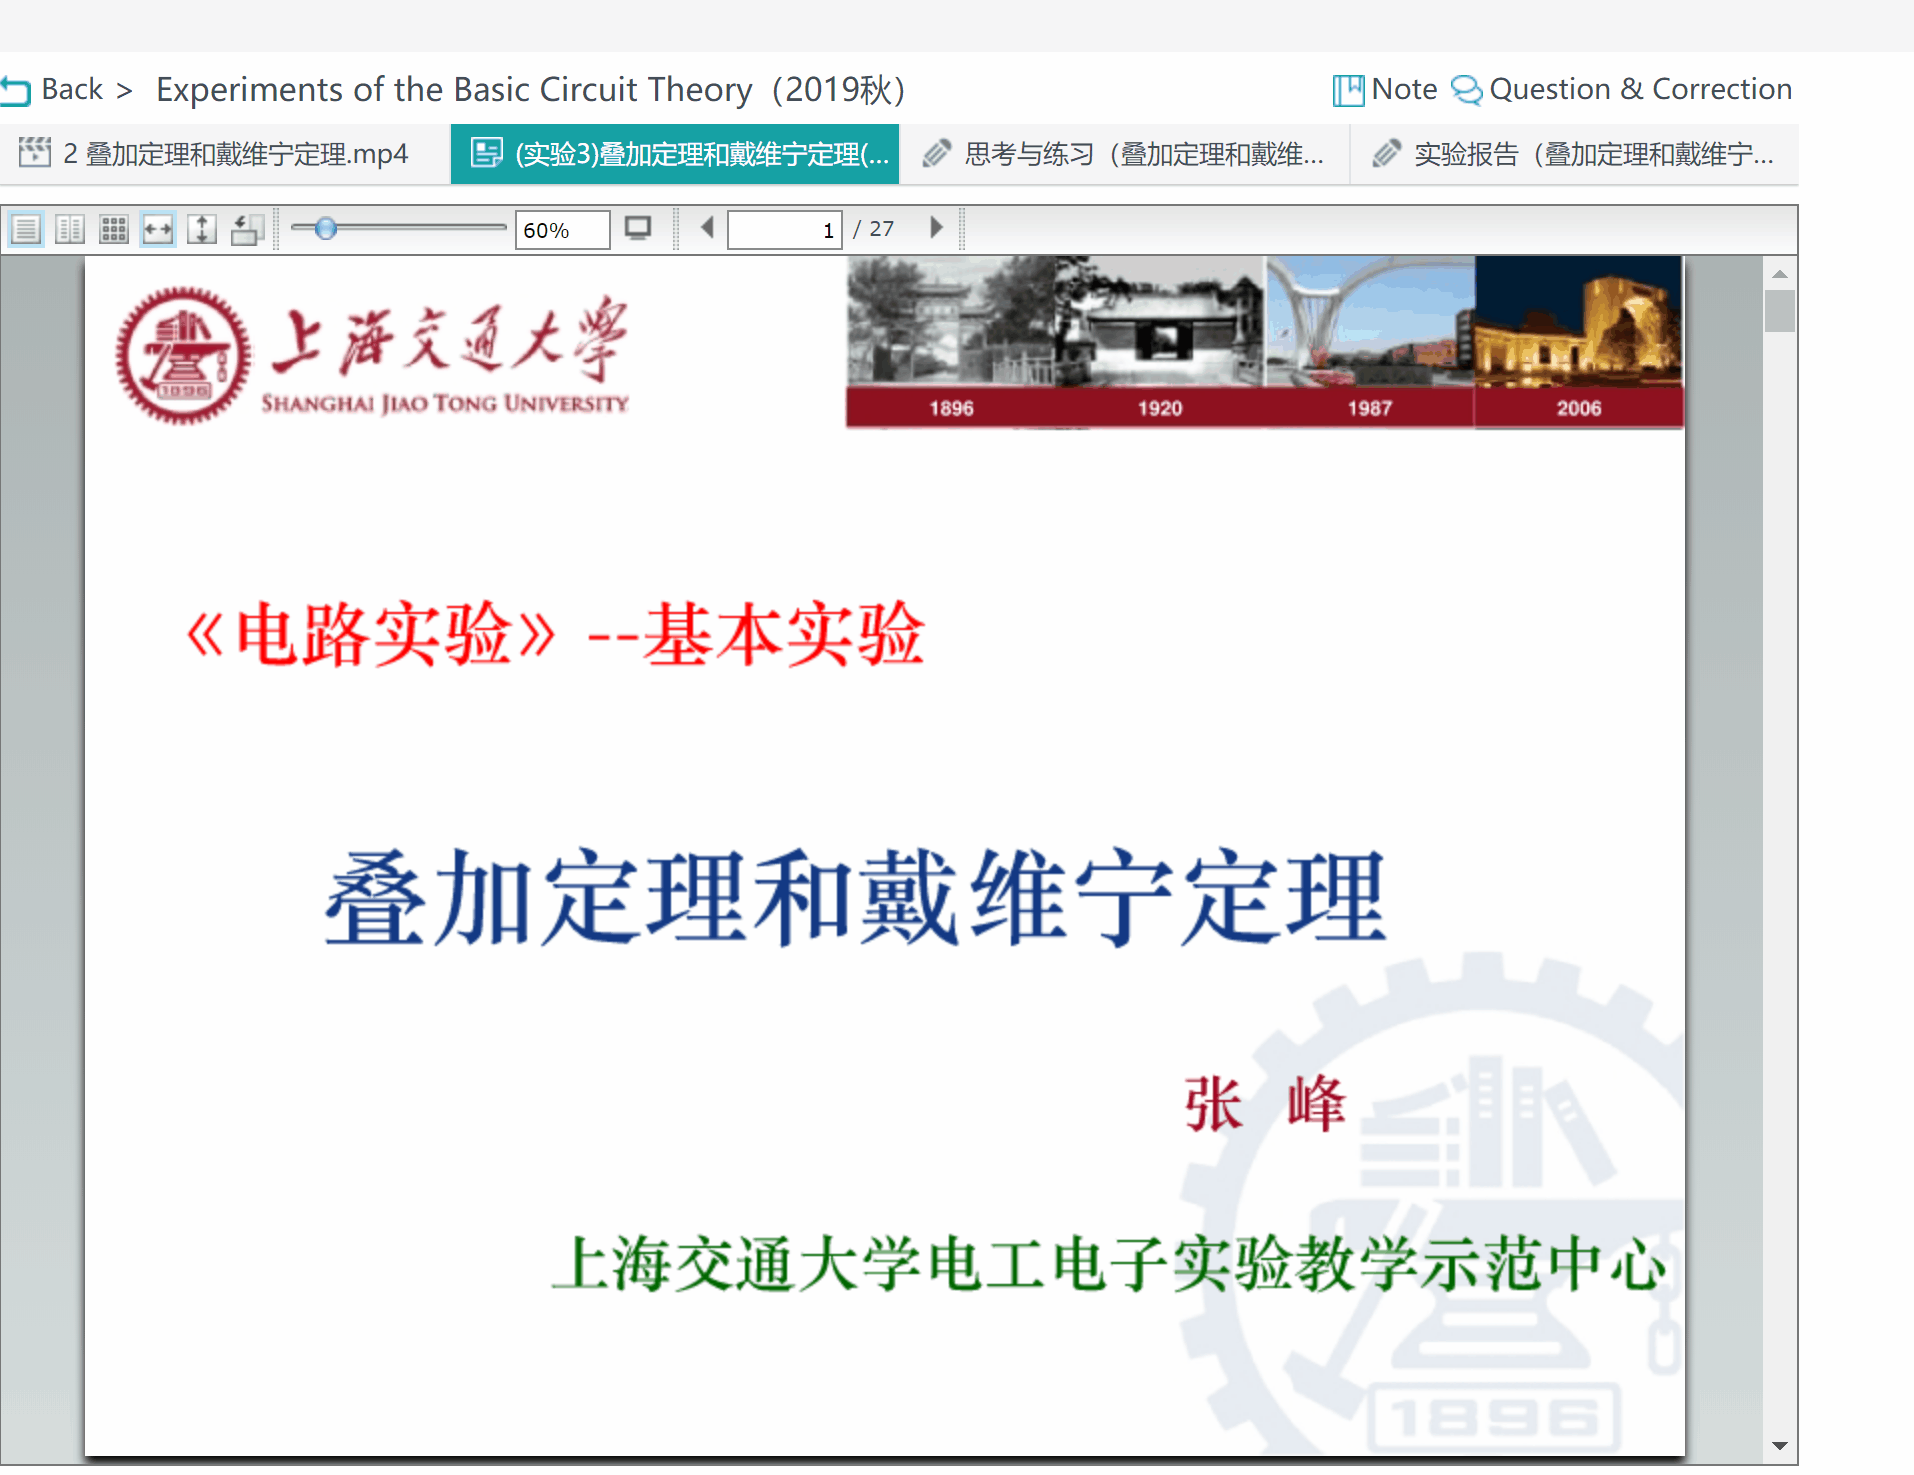 Back > Experiments of the Basic Circuit Theory（2019秋）
Note Question & Correction
2 叠加定理和戴维宁定理.mp4
(实验3)叠加定理和戴维宁定理(...
思考与练习（叠加定理和戴维...
实验报告（叠加定理和戴维宁...
60%
1 / 27
1896
上海交通大学
SHANGHAI JIAO TONG UNIVERSITY
1896 1920 1987 2006
《电路实验》--基本实验
叠加定理和戴维宁定理
张 峰
上海交通大学电工电子实验教学示范中心
1896